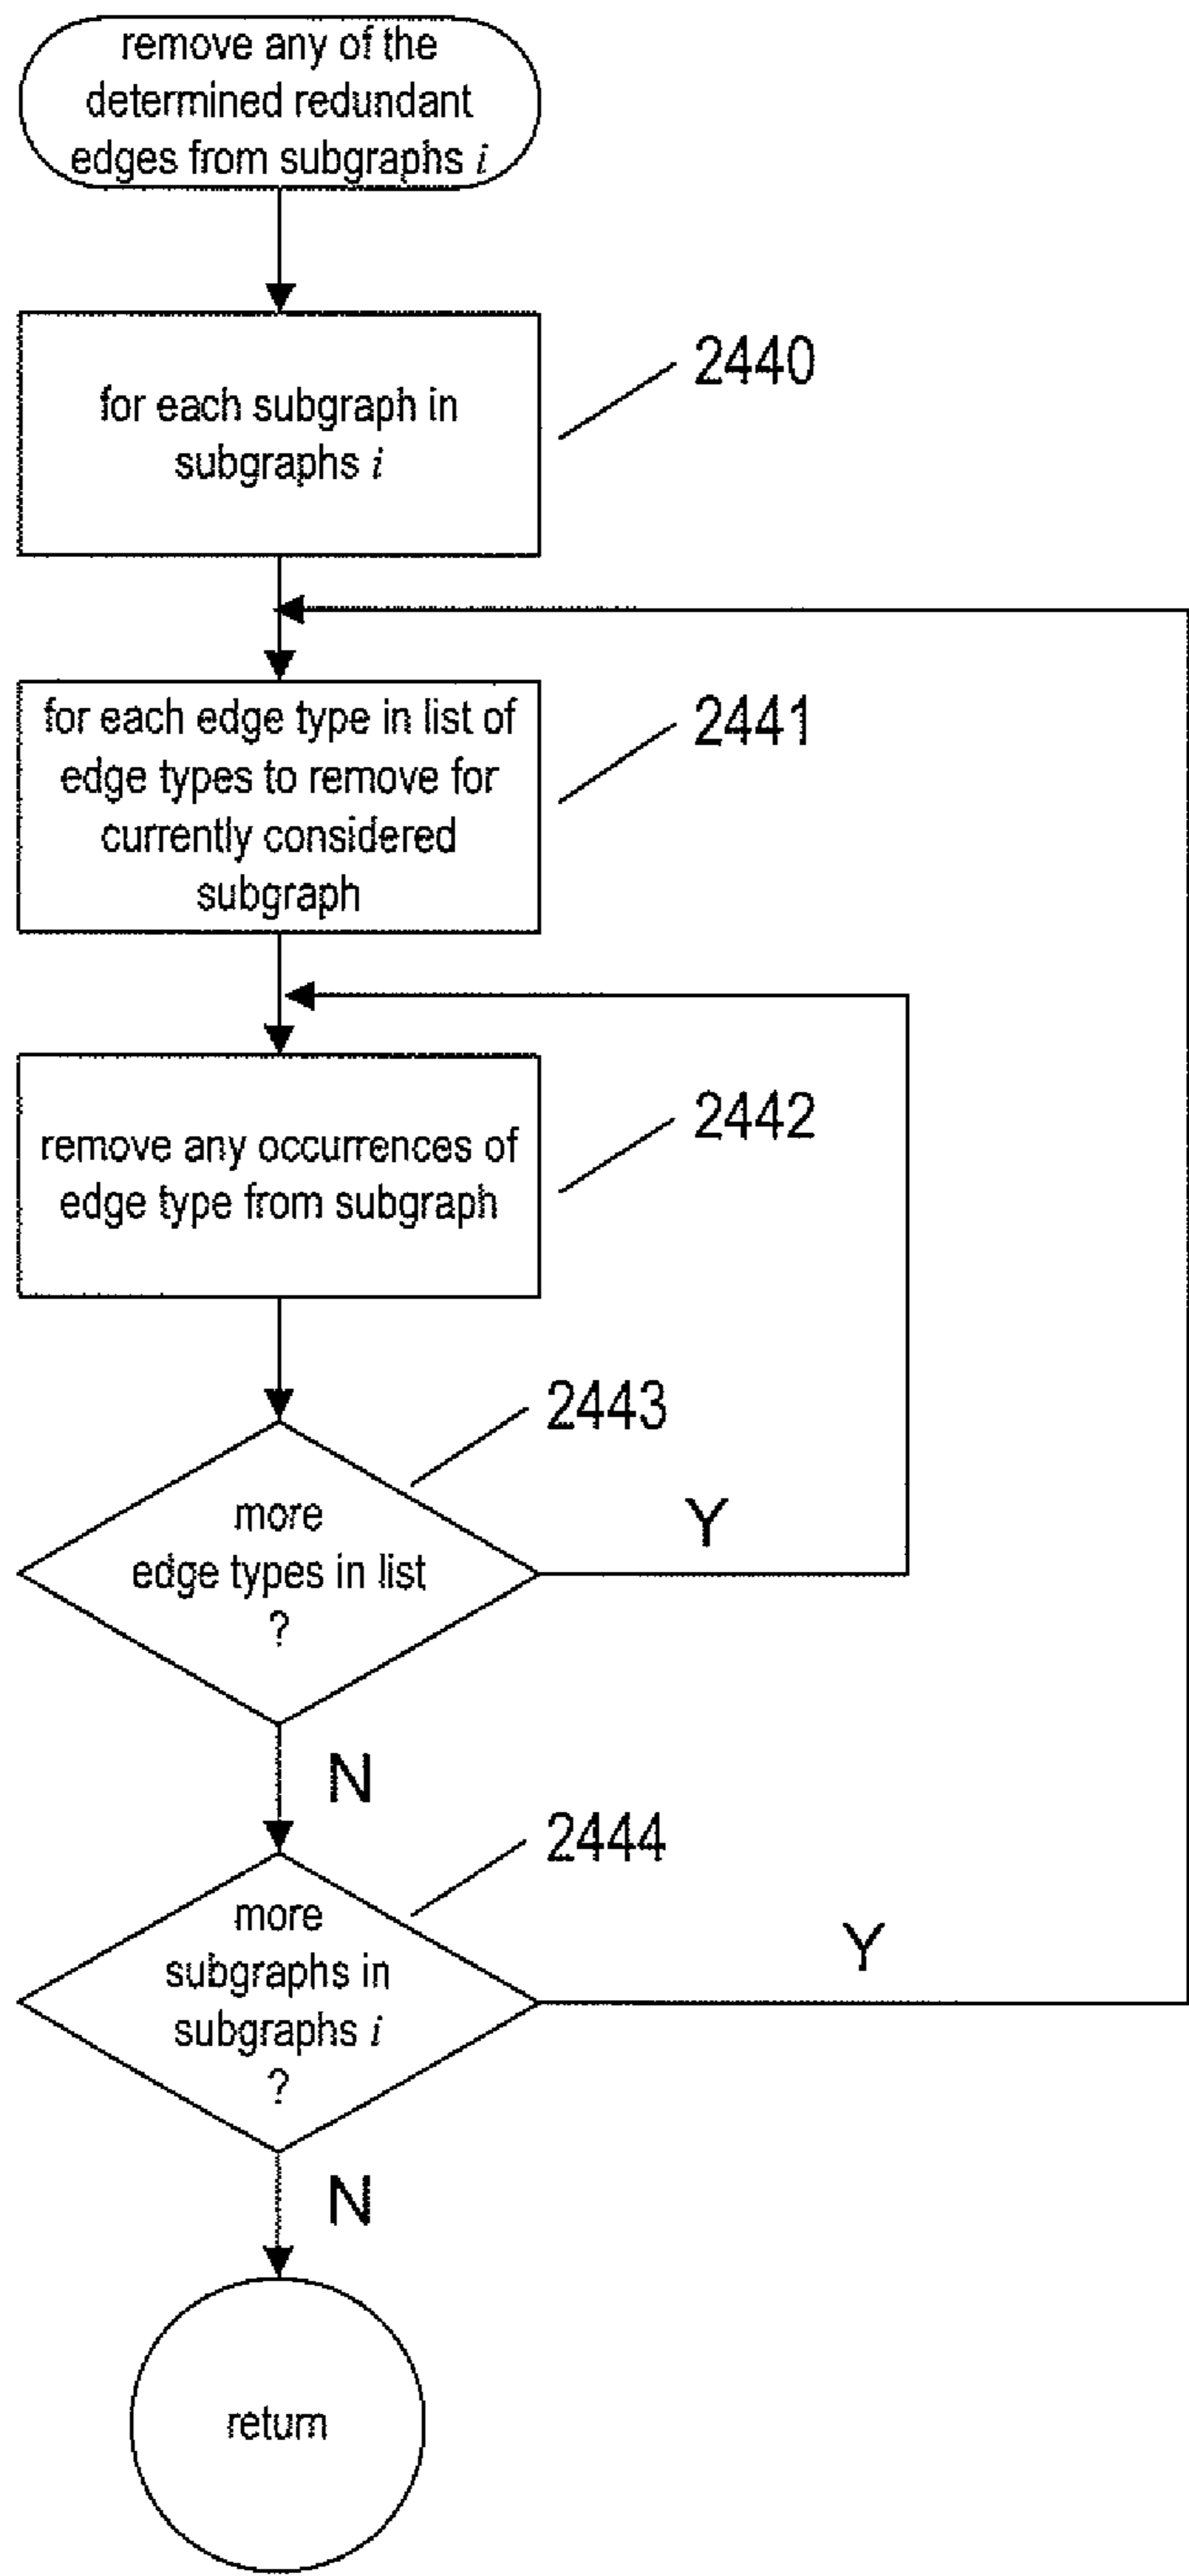 remove any of the
determined redundant
edges from subgraphs i
for each subgraph in
subgraphs i
2440
for each edge type in list of
edge types to remove for
currently considered
subgraph
2441
remove any occurrences of
edge type from subgraph
2442
2443
more
edge types in list
?
Y
N
2444
more
subgraphs in
subgraphs i
?
Y
N
return